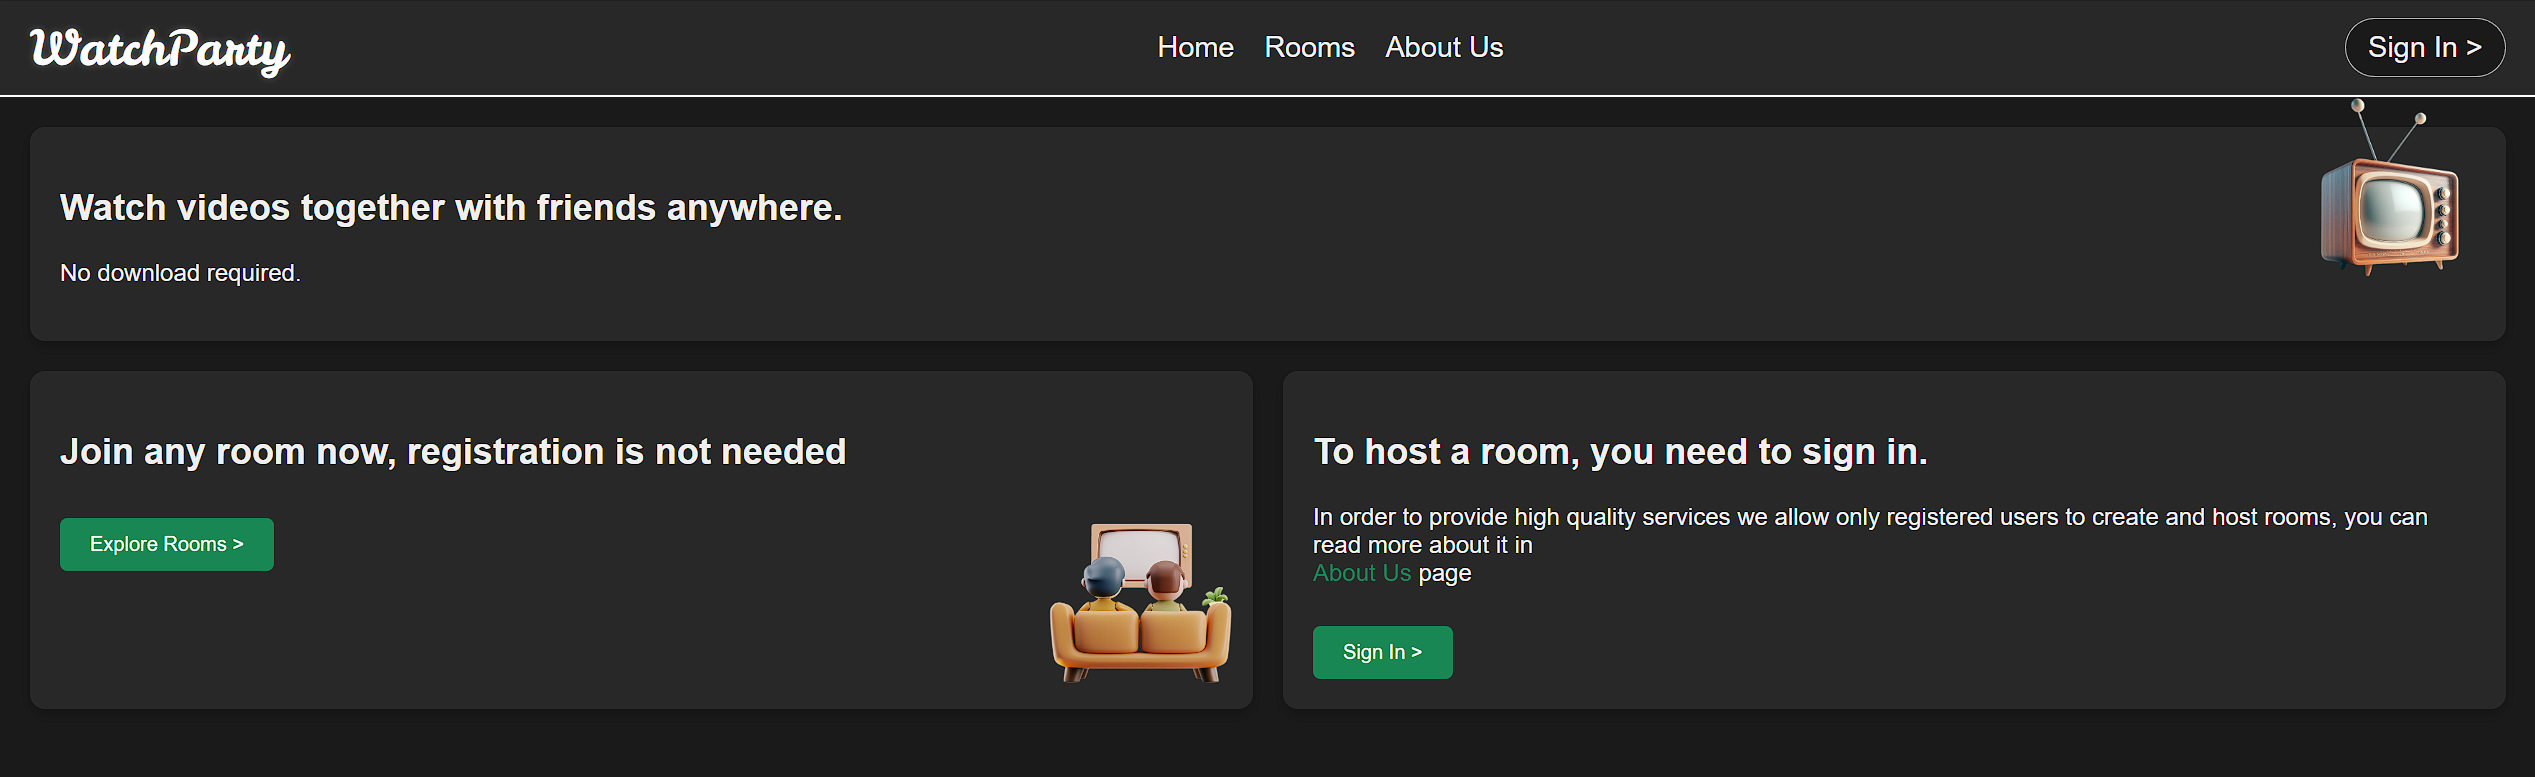 WatchParty
Home Rooms About Us
Sign In >
Watch videos together with friends anywhere.
No download required.
Join any room now, registration is not needed
Explore Rooms >
To host a room, you need to sign in.
In order to provide high quality services we allow only registered users to create and host rooms, you can
read more about it in
About Us page
Sign In >